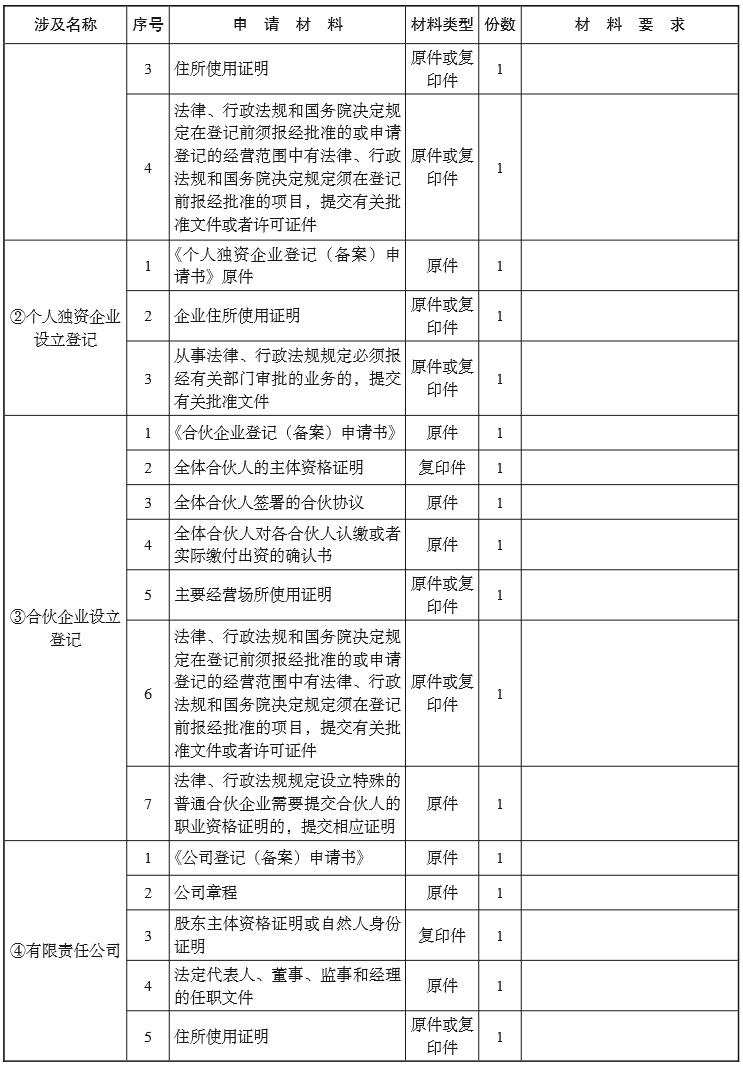 涉及名称 序号 申请材料 材料类型 份数 材料要求
3 住所使用证明 原件或复印件 1
4 法律、行政法规和国务院决定规
定在登记前须报经批准的或申请
登记的经营范围中有法律、行政
法规和国务院决定规定须在登记
前报经批准的项目，提交有关批
准文件或者许可证件
原件或复
印件
1
②个人独资企业
设立登记
1 《个人独资企业登记（备案）申
请书》原件
原件 1
2 企业住所使用证明 原件或复
印件
1
3 从事法律、行政法规规定必须报
经有关部门审批的业务的，提交
有关批准文件
原件或复
印件
1
③合伙企业设立
登记
1 《合伙企业登记（备案）申请书》 原件 1
2 全体合伙人的主体资格证明 复印件 1
3 全体合伙人签署的合伙协议 原件 1
4 全体合伙人对各合伙人认缴或者
实际缴付出资的确认书
原件 1
5 主要经营场所使用证明 原件或复
印件
1
6 法律、行政法规和国务院决定规
定在登记前须报经批准的或申请
登记的经营范围中有法律、行政
法规和国务院决定规定须在登记
前报经批准的项目，提交有关批
准文件或者许可证件
原件或复
印件
1
7 法律、行政法规规定设立特殊的
普通合伙企业需要提交合伙人的
职业资格证明的，提交相应证明
原件 1
④有限责任公司
1 《公司登记（备案）申请书》 原件 1
2 公司章程 原件 1
3 股东主体资格证明或自然人身份
证明
复印件 1
4 法定代表人、董事、监事和经理
的任职文件
原件 1
5 住所使用证明 原件或复
印件
1